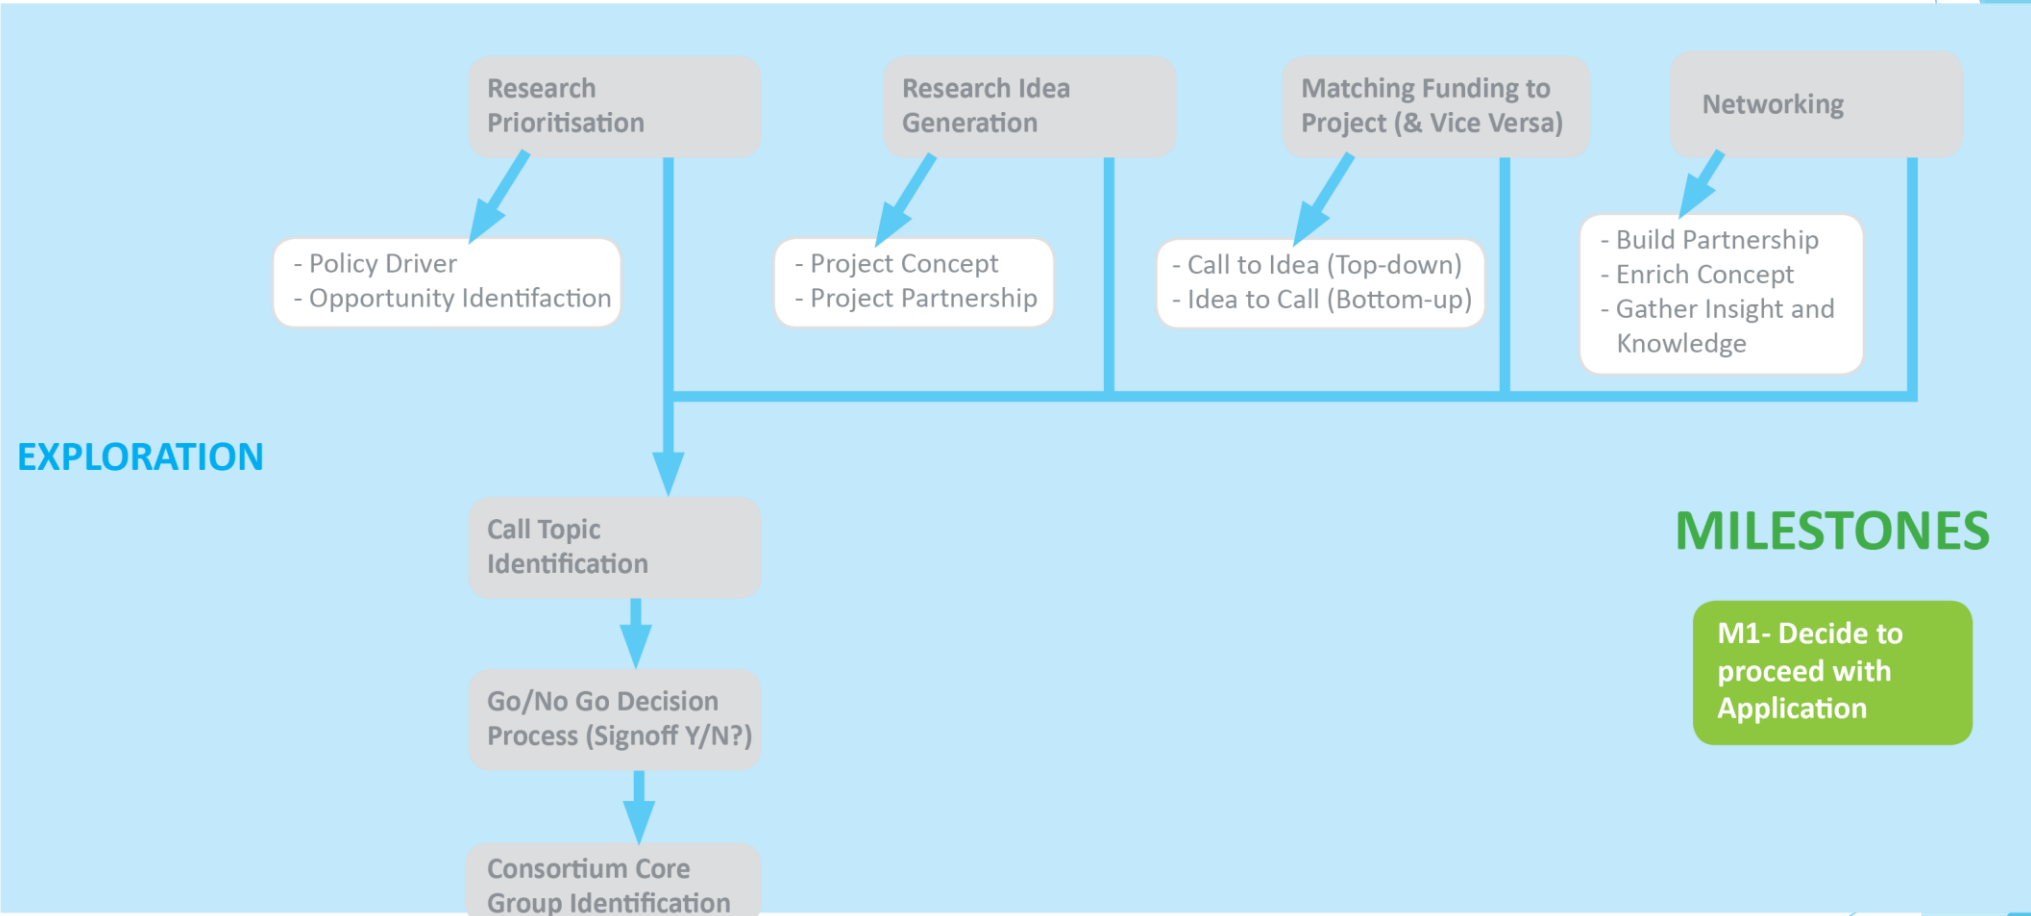 Research
Prioritisation
Research Idea
Generation
Matching Funding to
Project (& Vice Versa)
Networking
- Policy Driver
- Opportunity Identifaction
- Project Concept
- Project Partnership
- Call to Idea (Top-down)
- Idea to Call (Bottom-up)
- Build Partnership
- Enrich Concept
- Gather Insight and
Knowledge
EXPLORATION
Call Topic
Identification
MILESTONES
M1- Decide to
proceed with
Application
Go/No Go Decision
Process (Signoff Y/N?)
Consortium Core
Group Identification